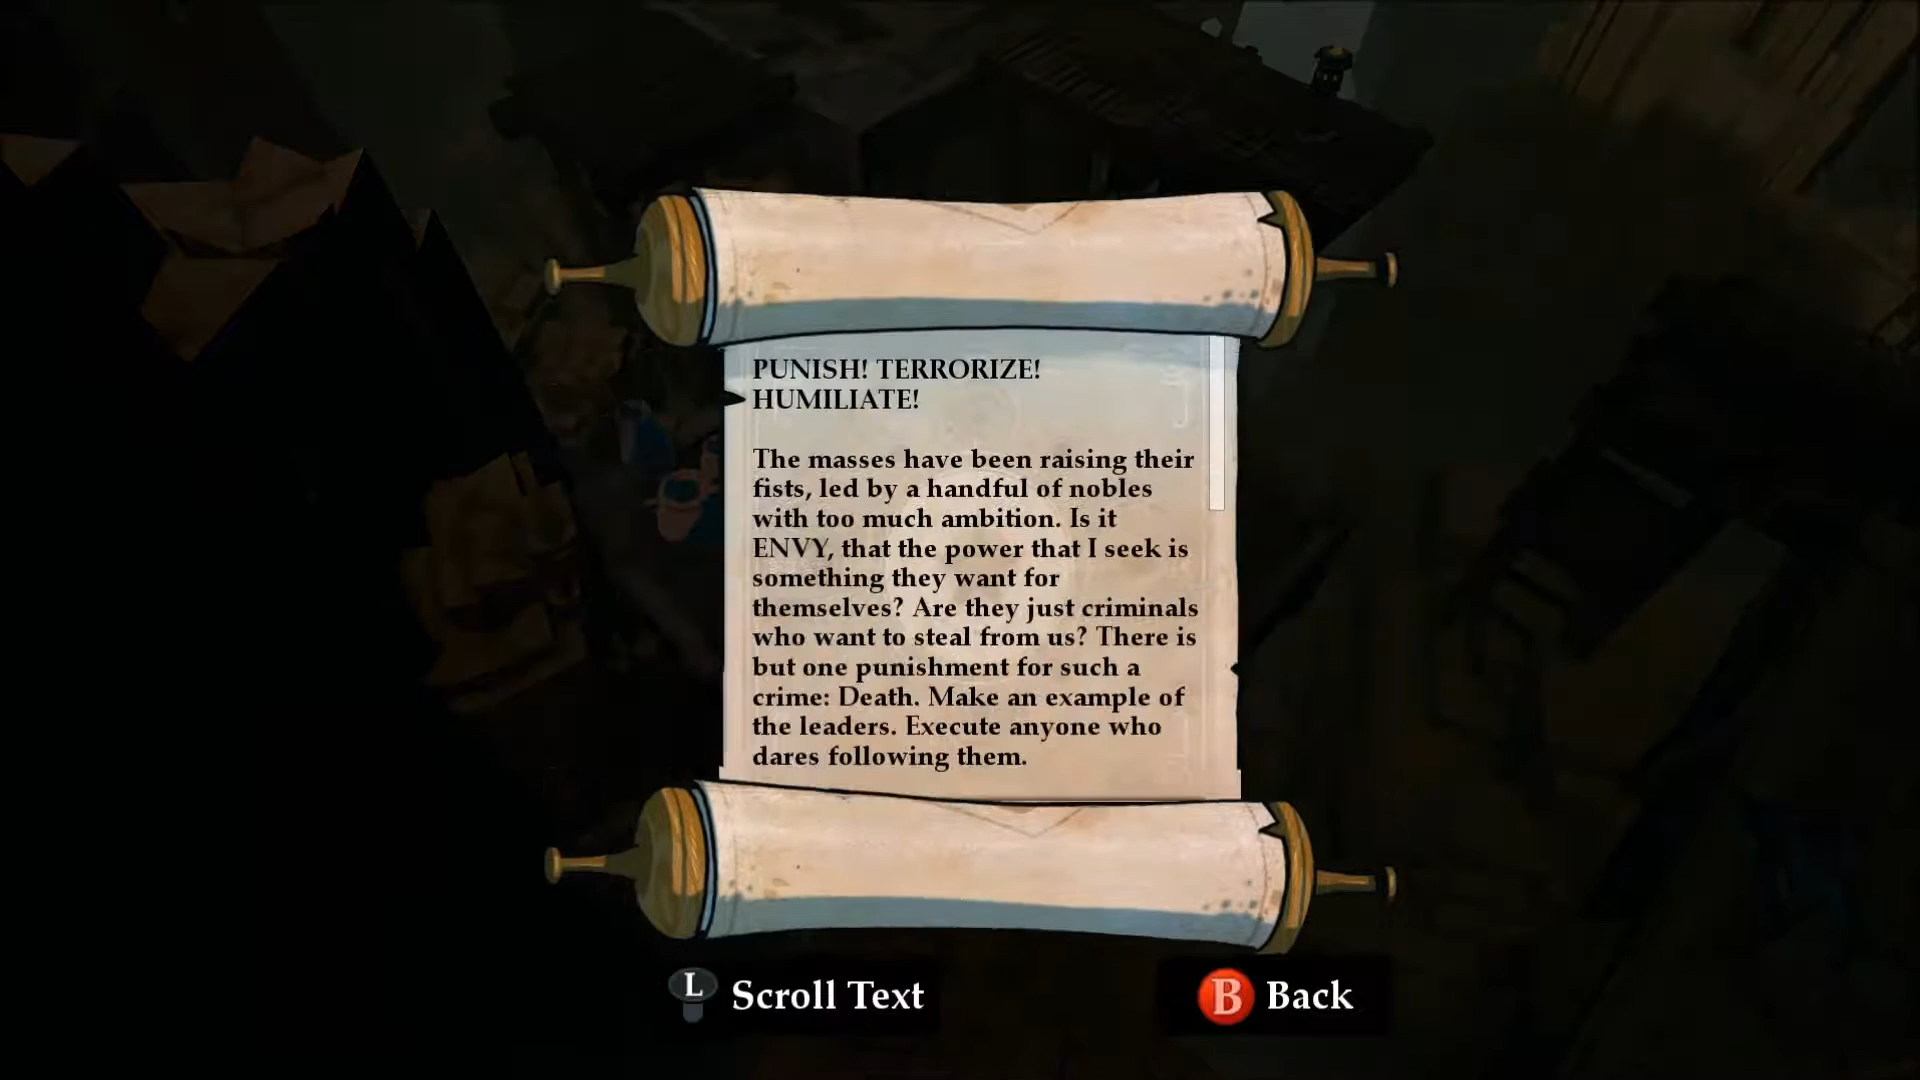 PUNISH! TERRORIZE!
HUMILIATE!
The masses have been raising their
fists, led by a handful of nobles
with too much ambition. Is it
ENVY, that the power that I seek is
something they want for
themselves? Are they just criminals
who want to steal from us? There is
but one punishment for such a
crime: Death. Make an example of
the leaders. Execute anyone who
dares following them.
L Scroll Text
B Back